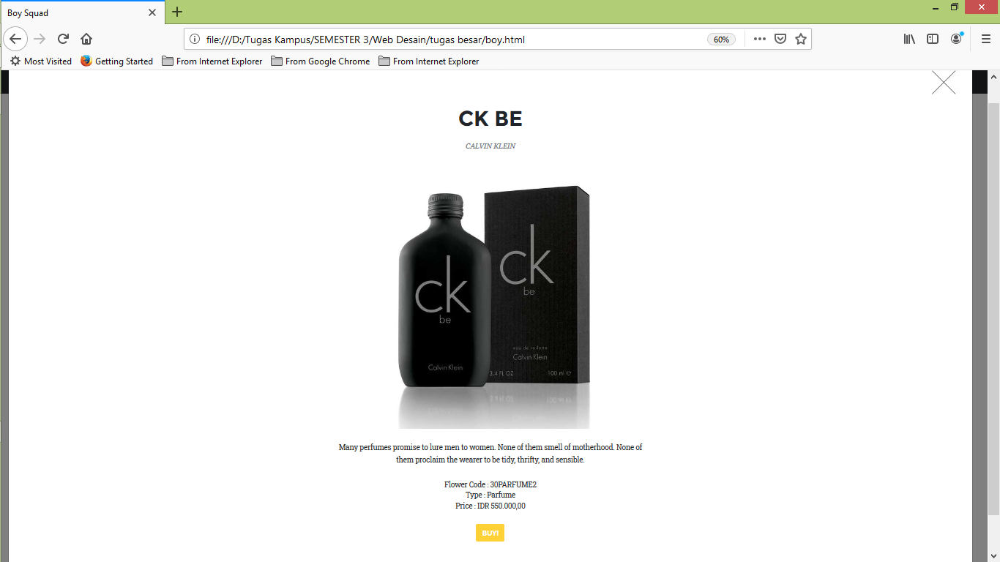 Boy Squad
file:///D:/Tugas Kampus/SEMESTER 3/Web Desain/tugas besar/boy.html
60%
Most Visited
Getting Started
From Internet Explorer
From Google Chrome
From Internet Explorer
CK BE
CALVIN KLEIN
ck
be
Calvin Klein
ck
be
eau de toilette
Calvin Klein
3.4 FL OZ 100 ml ℮
Many perfumes promise to lure men to women. None of them smell of motherhood. None of
them proclaim the wearer to be tidy, thrifty, and sensible.
Flower Code : 30PARFUME2
Type : Parfume
Price : IDR 550.000,00
BUY!